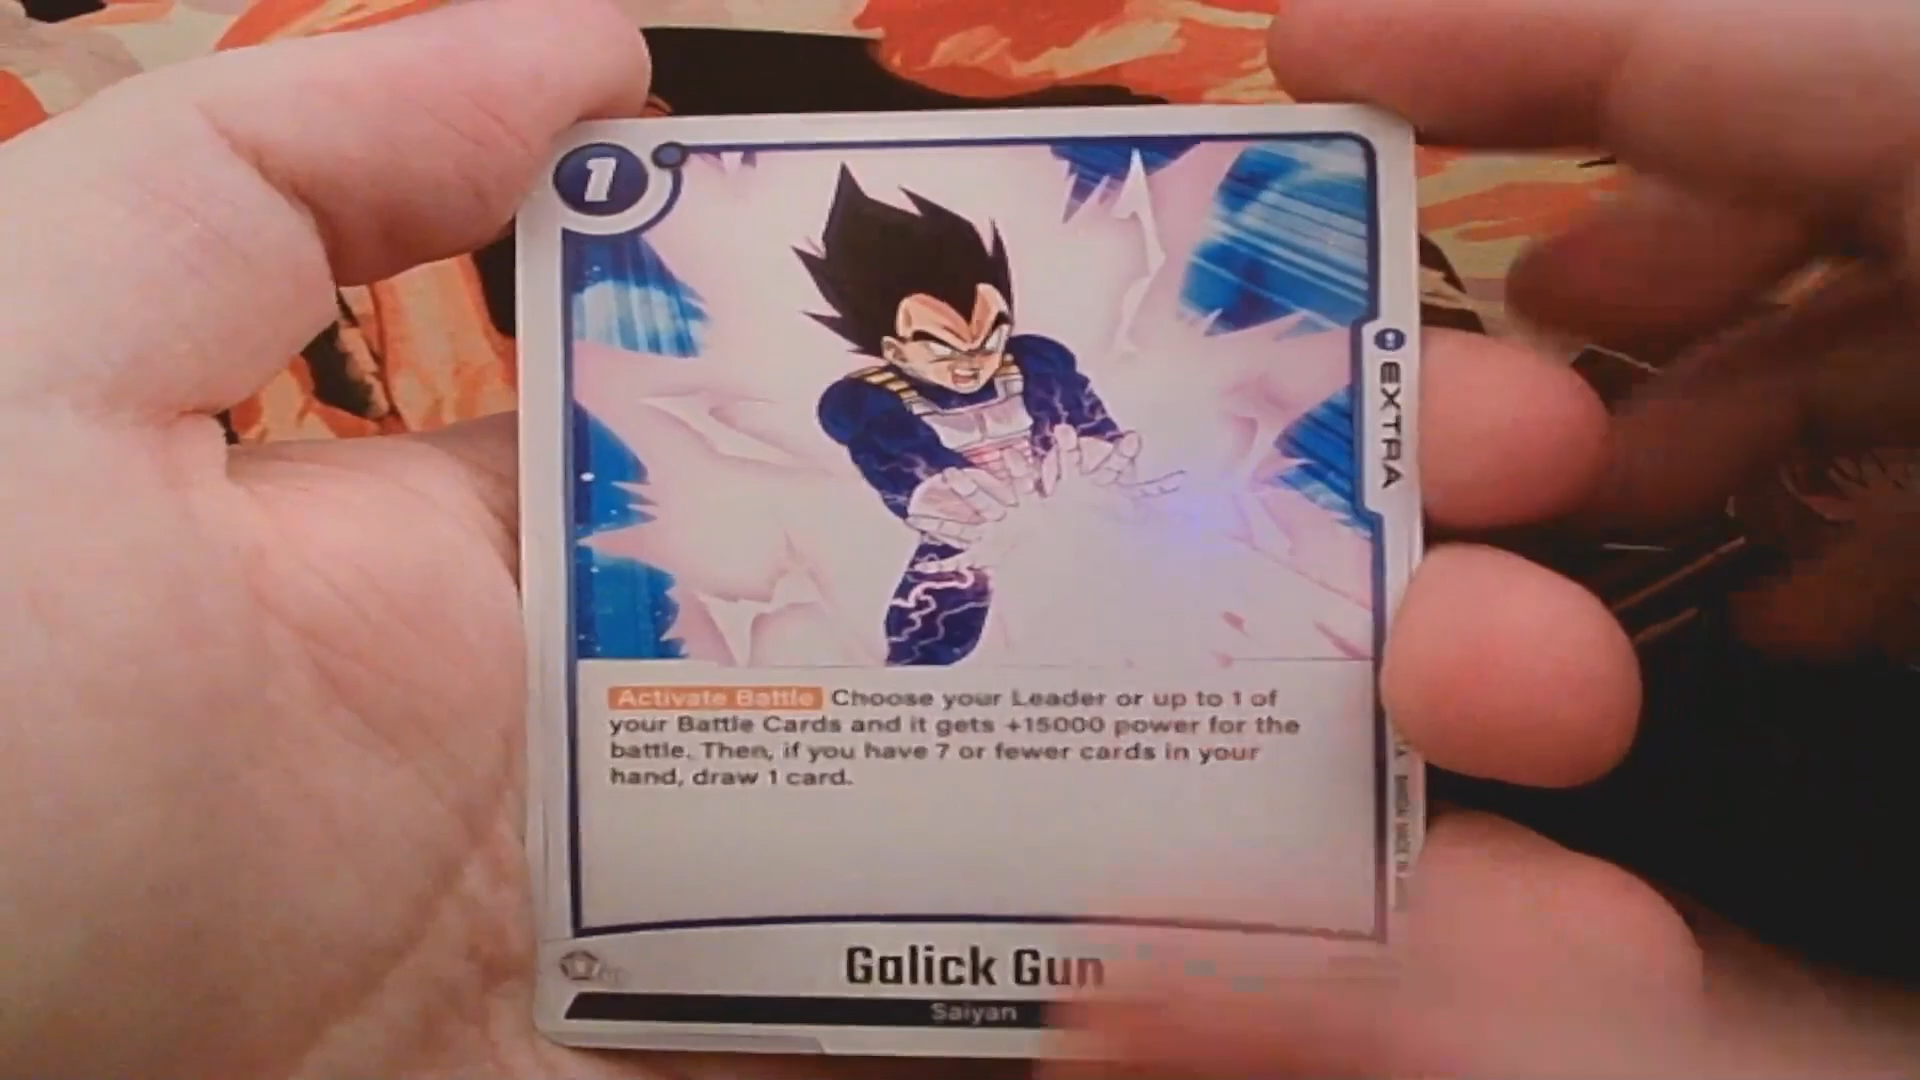 1
EXTRA
Activate Battle Choose your Leader or up to 1 of
your Battle Cards and it gets +15000 power for the
battle. Then, if you have 7 or fewer cards in your
hand, draw 1 card.
Galick Gun
Saiyan